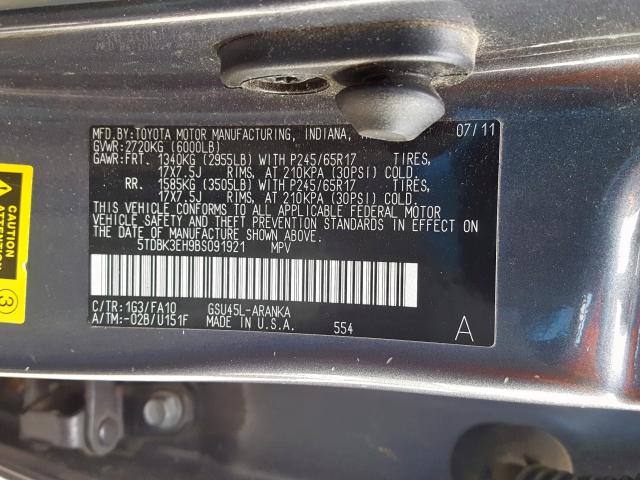 MFD.BY:TOYOTA MOTOR MANUFACTURING, INDIANA, 07/11
GVWR:2720KG (6000LB)
GAWR:FRT. 1340KG (2955LB) WITH P245/65R17 TIRES,
17X7.5J RIMS, AT 210KPA (30PSI) COLD.
RR. 1585KG (3505LB) WITH P245/65R17 TIRES,
17X7.5J RIMS, AT 210KPA (30PSI) COLD.
THIS VEHICLE CONFORMS TO ALL APPLICABLE FEDERAL MOTOR
VEHICLE SAFETY AND THEFT PREVENTION STANDARDS IN EFFECT ON
THE DATE OF MANUFACTURE SHOWN ABOVE.
5TDBK3EH9BS091921 MPV
C/TR:1G3/FA10 GSU45L-ARANKA
A/TM:-02B/U151F MADE IN U.S.A. 554 A
CAUTION
ATTENTION
3